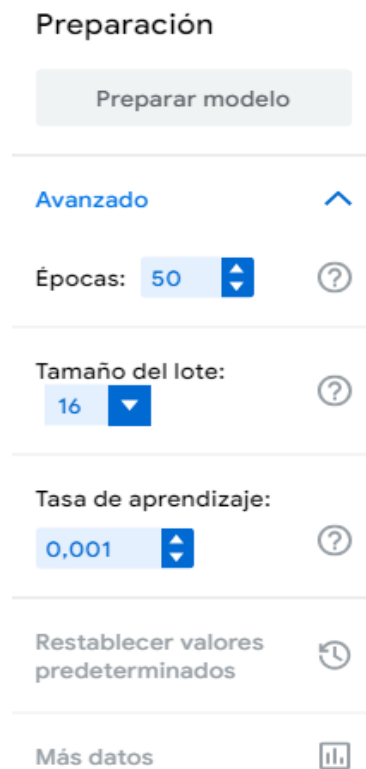 Preparación
Preparar modelo
Avanzado
Épocas: 50
Tamaño del lote:
16
Tasa de aprendizaje:
0,001
Restablecer valores
predeterminados
Más datos